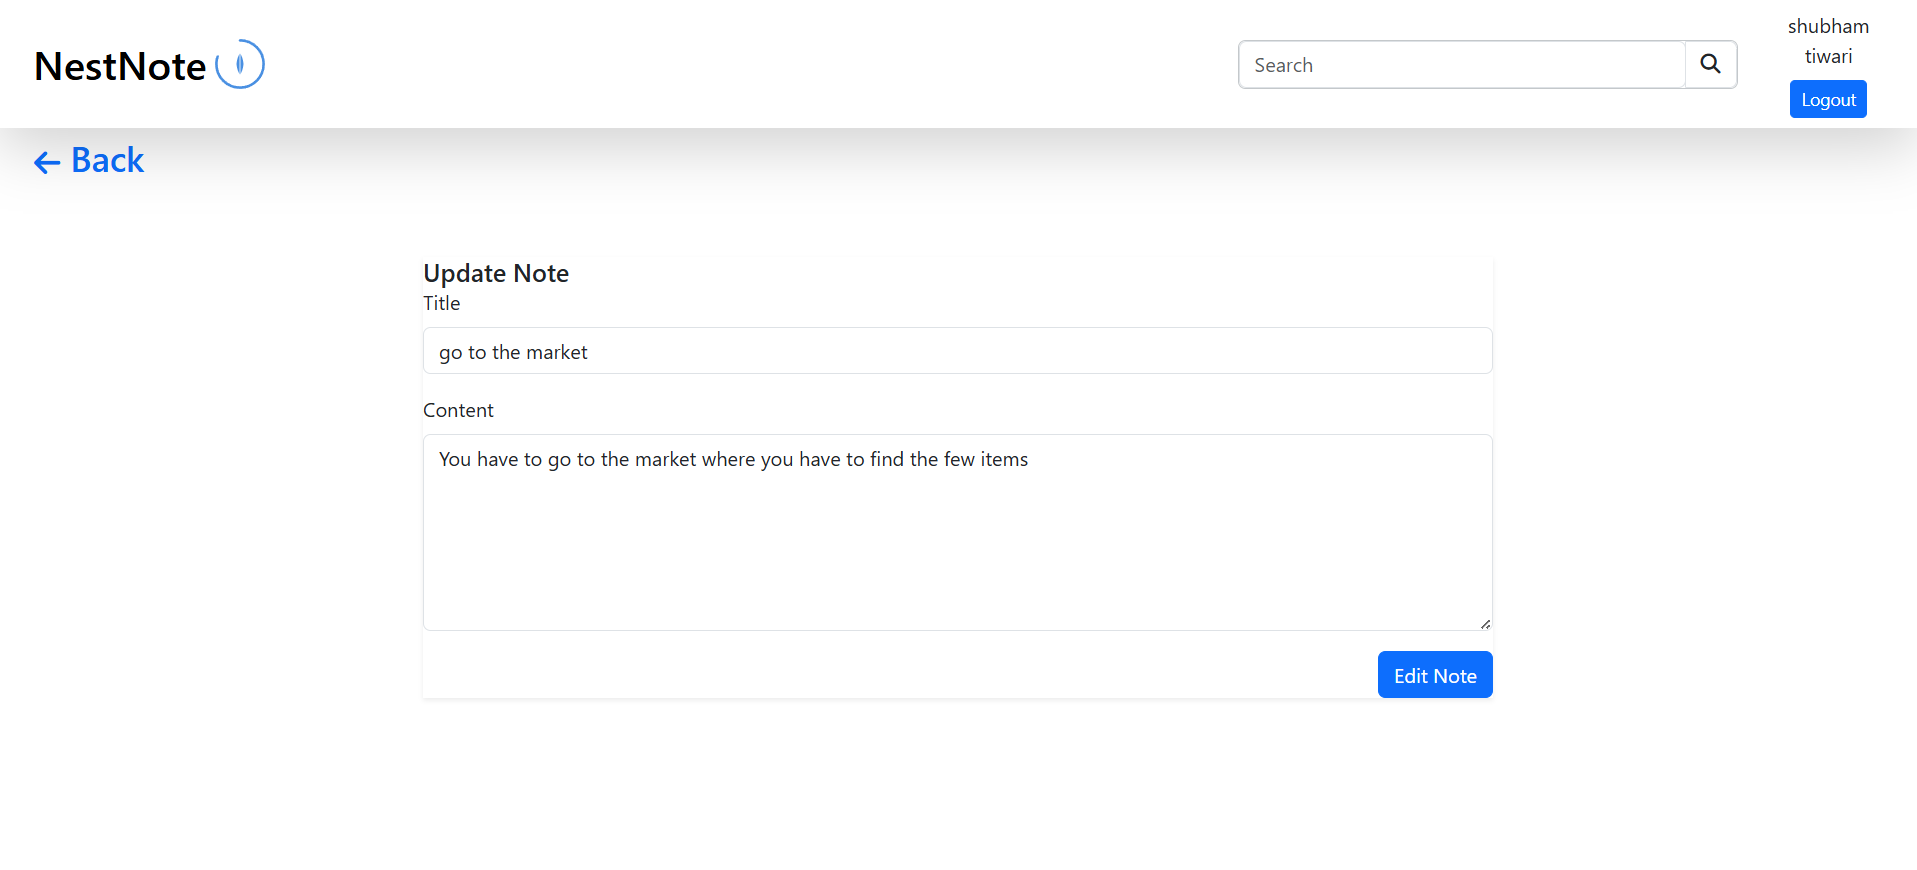 NestNote
Search
shubham
tiwari
Logout
Back
Update Note
Title
go to the market
Content
You have to go to the market where you have to find the few items
Edit Note